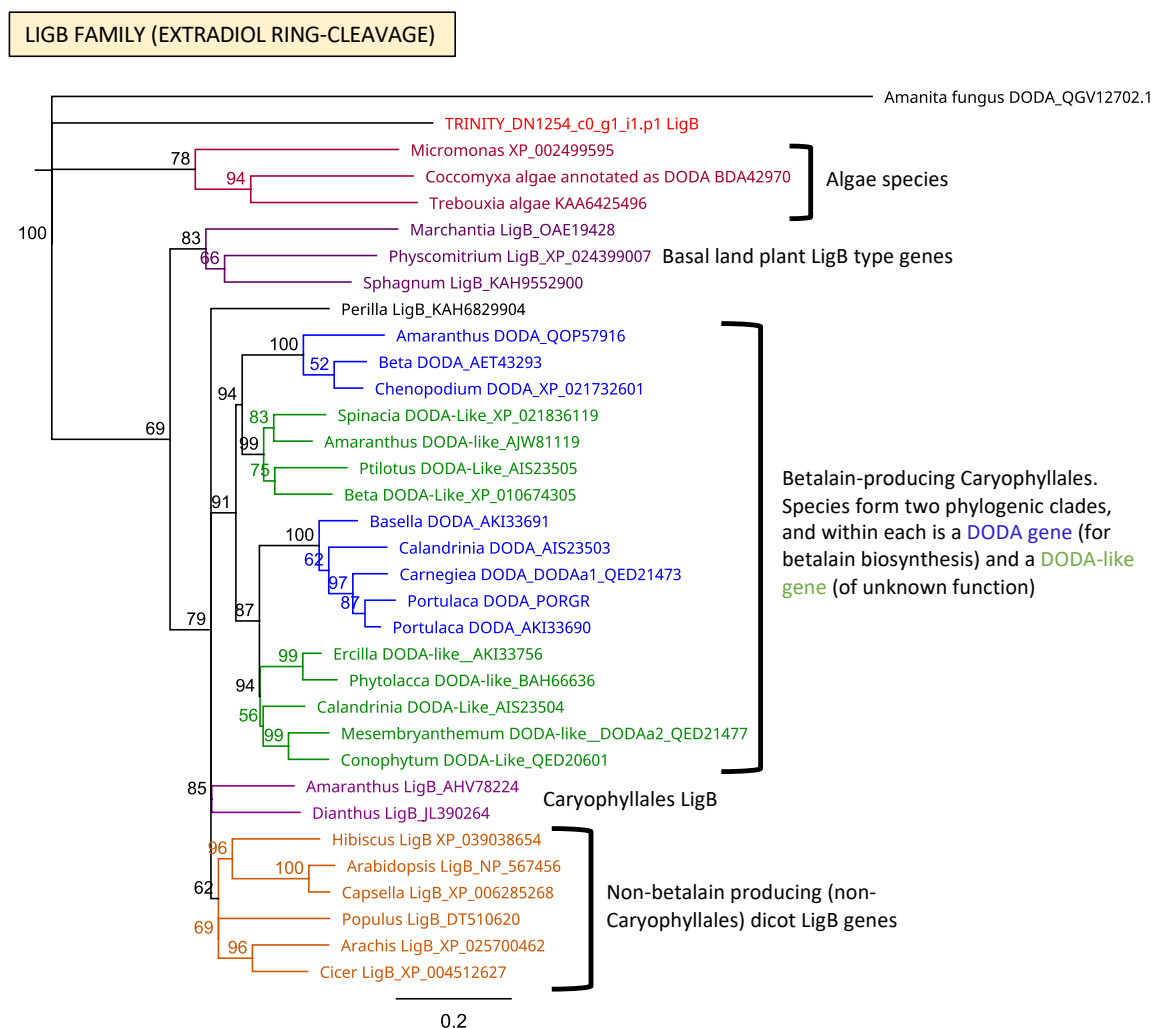 LIGB FAMILY (EXTRADIOL RING-CLEAVAGE)
Amanita fungus DODA_QGV12702.1
TRINITY_DN1254_c0_g1_i1.p1 LigB
78
Micromonas XP_002499595
94
Coccomyxa algae annotated as DODA BDA42970
Trebouxia algae KAA6425496
Algae species
100
83
Marchantia LigB_OAE19428
66
Physcomitrium LigB_XP_024399007
Basal land plant LigB type genes
Sphagnum LigB_KAH9552900
Perilla LigB_KAH6829904
100
Amaranthus DODA_QOP57916
52
Beta DODA_AET43293
Chenopodium DODA_XP_021732601
94
83
Spinacia DODA-Like_XP_021836119
69
99
Amaranthus DODA-like_AJW81119
75
Ptilotus DODA-Like_AIS23505
Beta DODA-Like_XP_010674305
91
Basella DODA_AKI33691
100
62
Calandrinia DODA_AIS23503
97
Carnegiea DODA_DODAa1_QED21473
87
Portulaca DODA_PORGR
79
87
Portulaca DODA_AKI33690
99
Ercilla DODA-like__AKI33756
94
Phytolacca DODA-like_BAH66636
56
Calandrinia DODA-Like_AIS23504
99
Mesembryanthemum DODA-like__DODAa2_QED21477
Conophytum DODA-Like_QED20601
Betalain-producing Caryophyllales.
Species form two phylogenic clades,
and within each is a DODA gene (for
betalain biosynthesis) and a DODA-like
gene (of unknown function)
85
Amaranthus LigB_AHV78224
Dianthus LigB_JL390264
Caryophyllales LigB
96
Hibiscus LigB XP_039038654
100
Arabidopsis LigB_NP_567456
62
Capsella LigB_XP_006285268
69
Populus LigB_DT510620
96
Arachis LigB_XP_025700462
Cicer LigB_XP_004512627
Non-betalain producing (non-
Caryophyllales) dicot LigB genes
0.2